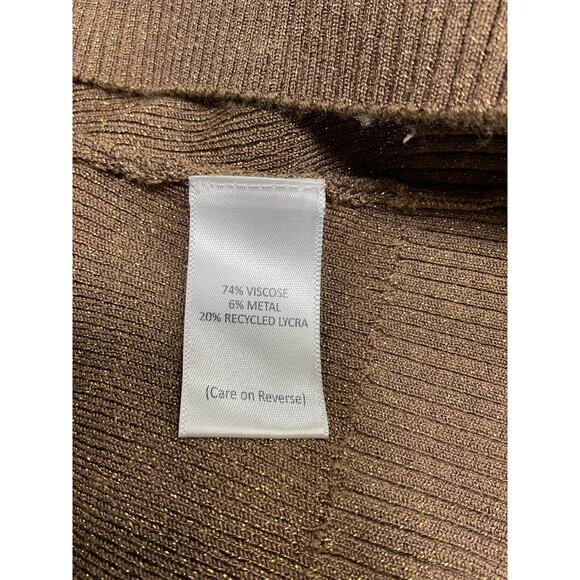 74% VISCOSE
6% METAL
20% RECYCLED LYCRA
(Care on Reverse)